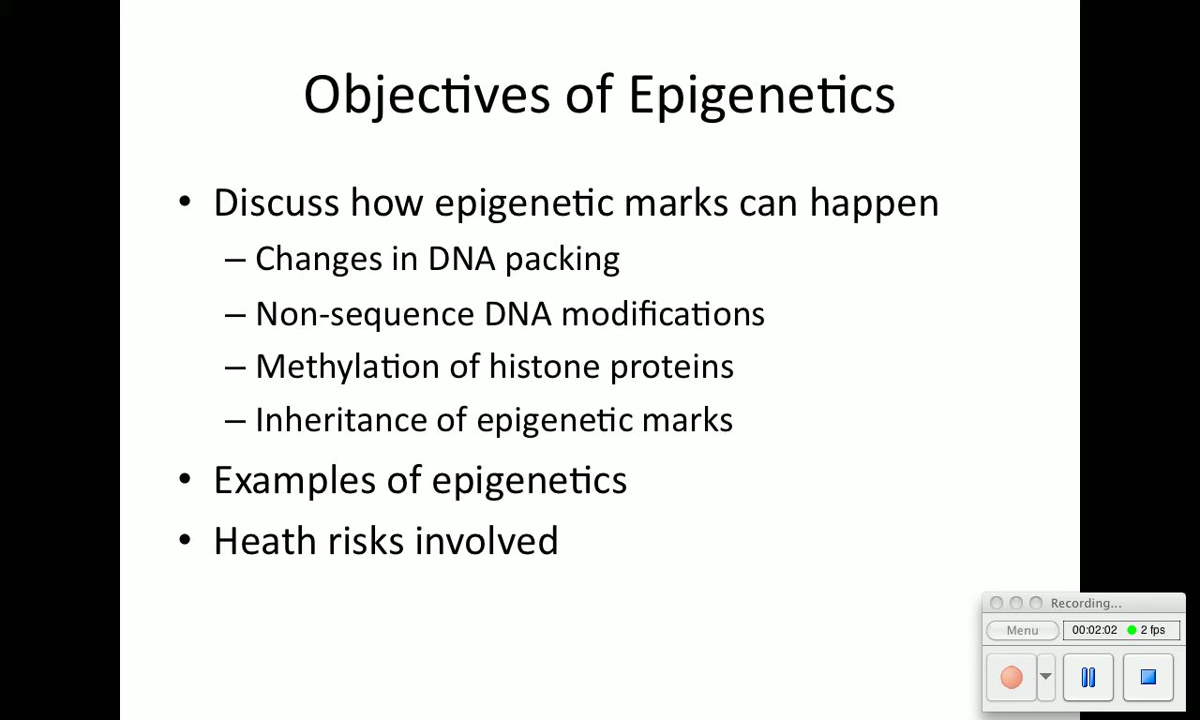 Objectives of Epigenetics
• Discuss how epigenetic marks can happen
– Changes in DNA packing
– Non-sequence DNA modifications
– Methylation of histone proteins
– Inheritance of epigenetic marks
• Examples of epigenetics
• Heath risks involved
Recording...
Menu
00:02:02 2 fps